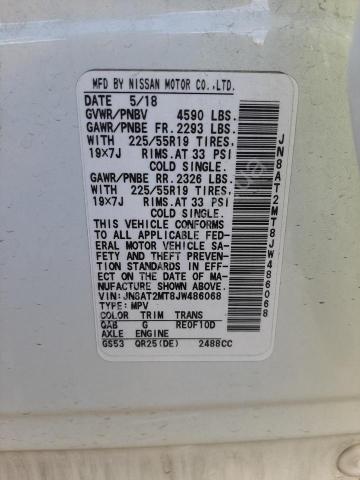 MFD BY NISSAN MOTOR CO.,LTD.
DATE 5/18
GVWR/PNBV 4590 LBS.
GAWR/PNBE FR. 2293 LBS.
WITH 225/55R19 TIRES.
19x7J RIMS.AT 33 PSI
COLD SINGLE.
GAWR/PNBE RR. 2326 LBS.
WITH 225/55R19 TIRES.
19x7J RIMS.AT 33 PSI
COLD SINGLE.
THIS VEHICLE CONFORMS
TO ALL APPLICABLE FED-
ERAL MOTOR VEHICLE SA-
FETY AND THEFT PREVENTION
STANDARDS IN EFF-
ECT ON THE DATE OF MA-
NUFACTURE SHOWN ABOVE.
VIN:JN8AT2MT8JW486068
TYPE:MPV
COLOR TRIM TRANS
QAB G RE0F10D
AXLE ENGINE
GS53 QR25(DE) 2488CC
JN8AT2MT8JW486068